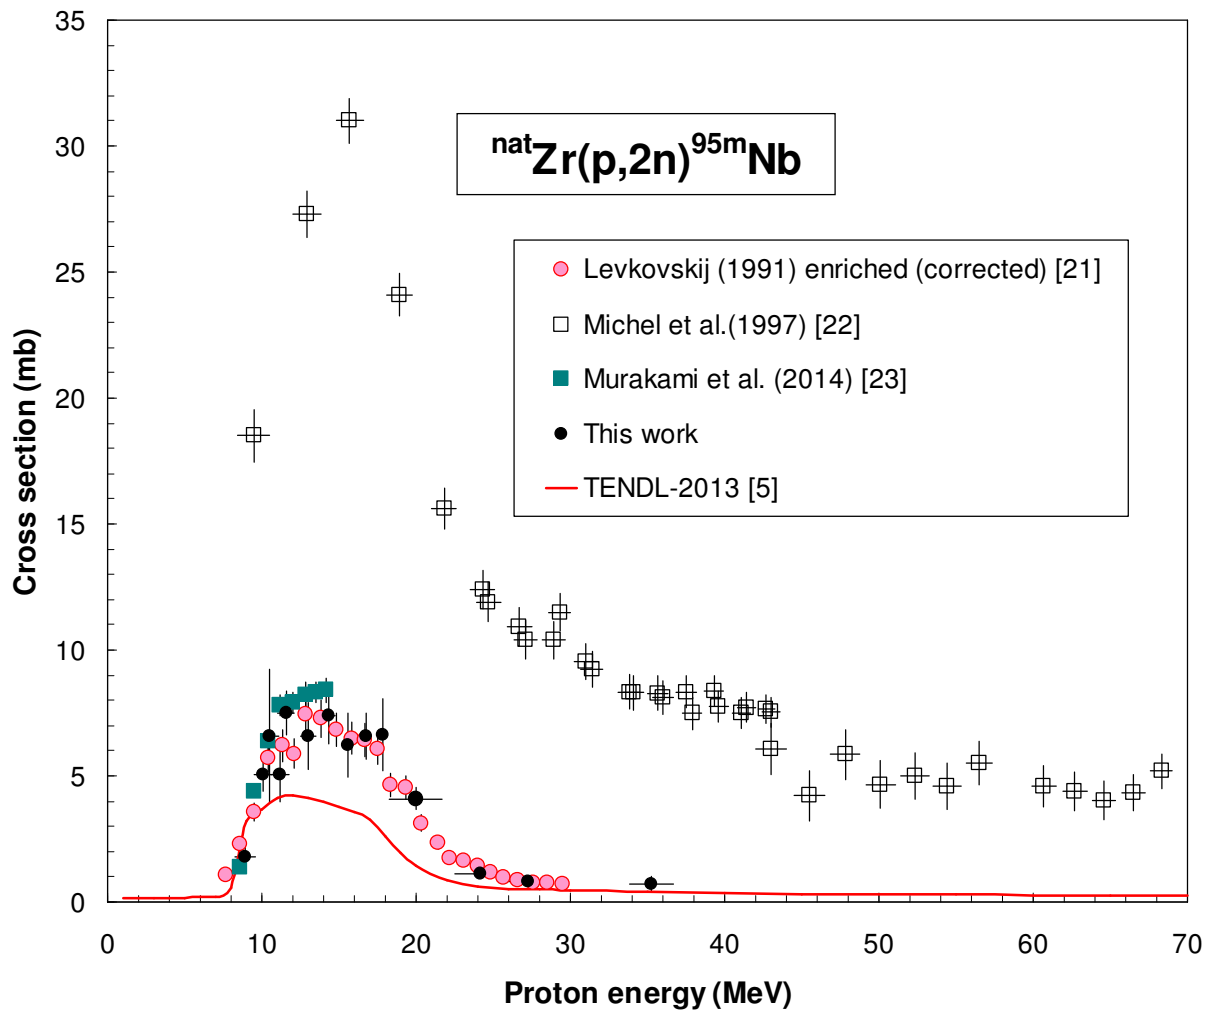 35
30
25
20
15
10
5
0
Cross section (mb)
natZr(p,2n)95mNb
Levkovskij (1991) enriched (corrected) [21]
Michel et al.(1997) [22]
Murakami et al. (2014) [23]
This work
TENDL-2013 [5]
0 10 20 30 40 50 60 70
Proton energy (MeV)